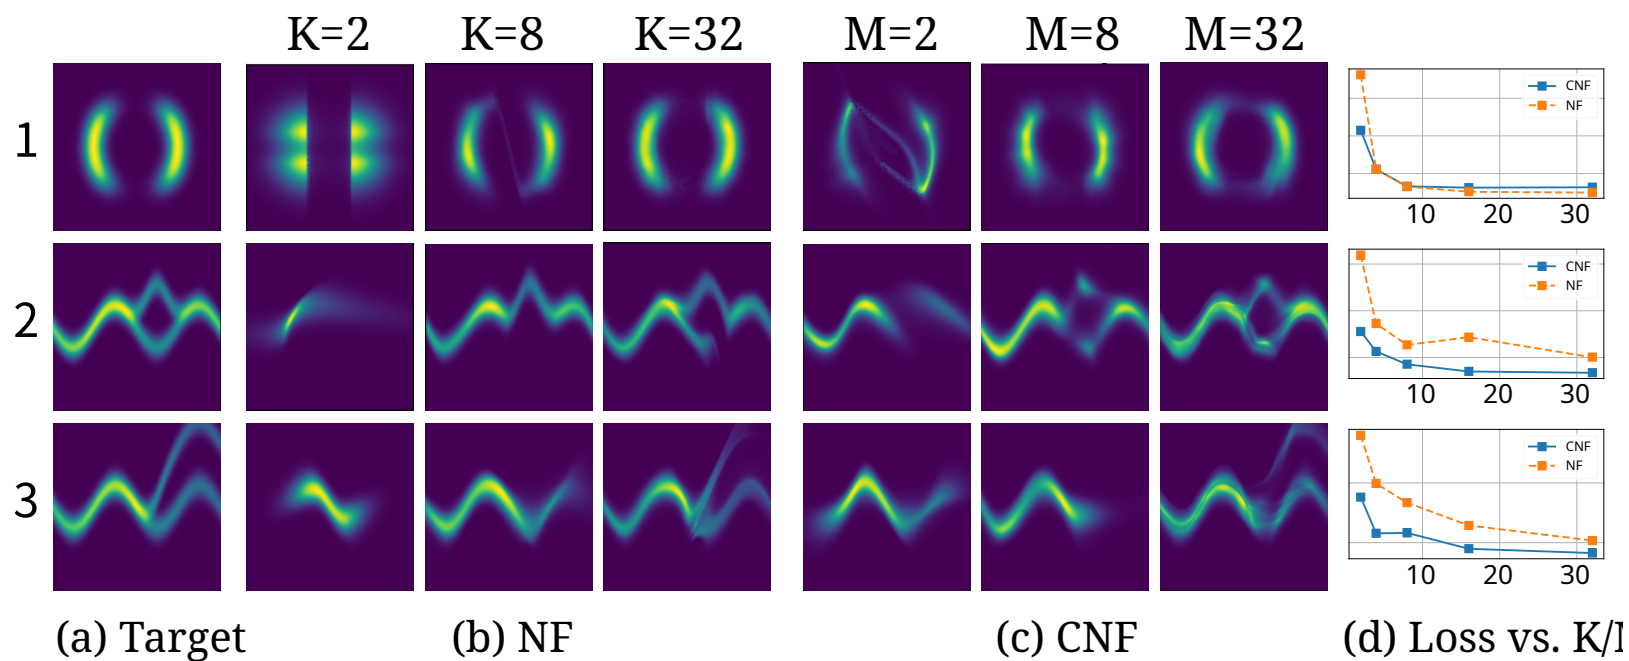 K=2 K=8 K=32 M=2 M=8 M=32
1
CNF
NF
10 20 30
2
CNF
NF
10 20 30
3
CNF
NF
10 20 30
(a) Target (b) NF (c) CNF (d) Loss vs.